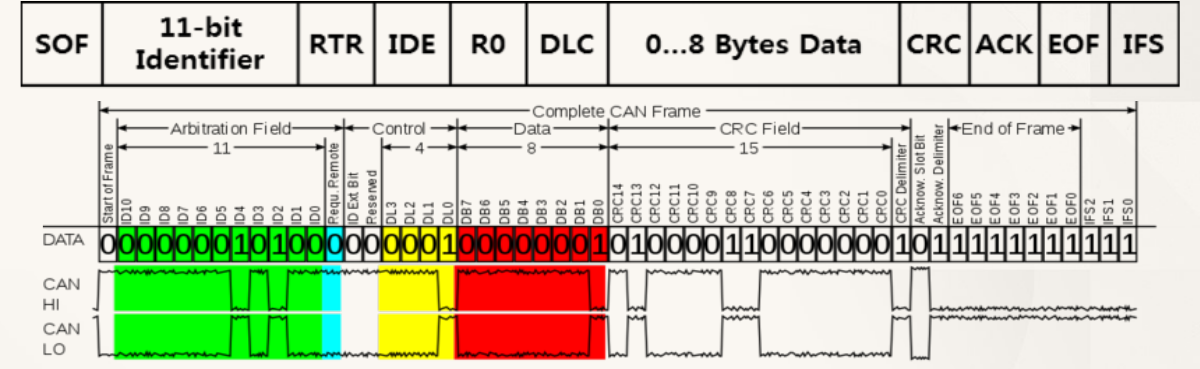 SOF
11-bit
Identifier
RTR
IDE
R0
DLC
0...8 Bytes Data
CRC
ACK
EOF
IFS
Complete CAN Frame
Arbitration Field
Control
Data
CRC Field
End of Frame
11
4
8
15
Start of Frame
ID10
ID9
ID8
ID7
ID6
ID5
ID4
ID3
ID2
ID1
ID0
Requ. Remote
ID Ext Bit
Reserved
DL3
DL2
DL1
DL0
DB7
DB6
DB5
DB4
DB3
DB2
DB1
DB0
CRC14
CRC13
CRC12
CRC11
CRC10
CRC9
CRC8
CRC7
CRC6
CRC5
CRC4
CRC3
CRC2
CRC1
CRC0
CRC Delimiter
Acknow. Slot Bit
Acknow. Delimiter
EOF6
EOF5
EOF4
EOF3
EOF2
EOF1
EOF0
IFS2
IFS1
IFS0
DATA 0000000101000000001000000010100001100000001011111111111
CAN
HI
CAN
LO